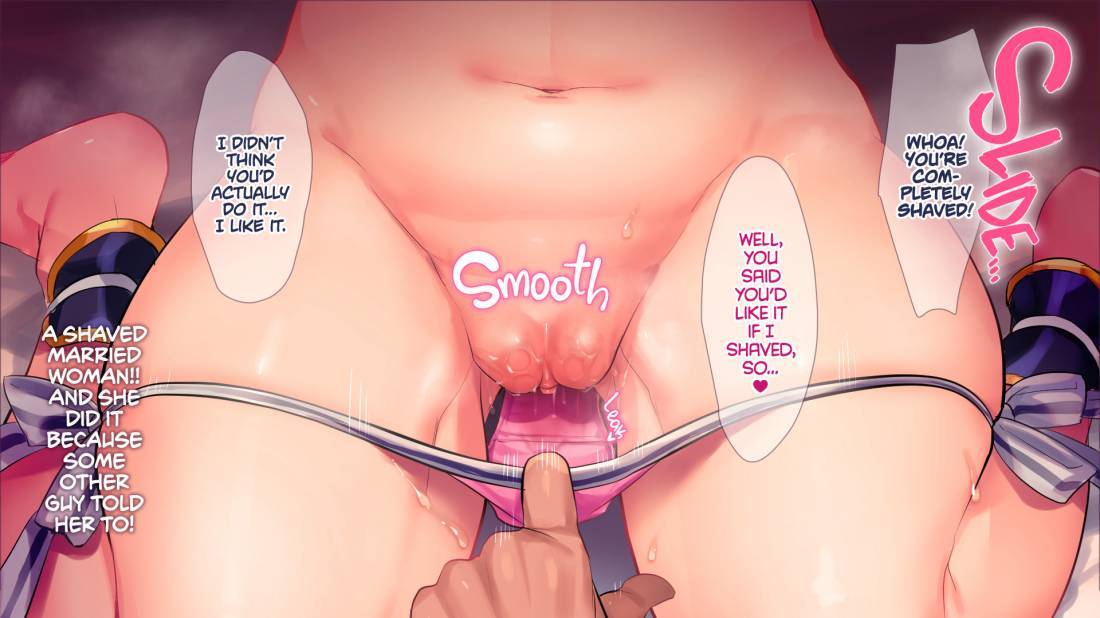 SLIDE...
WHOA!
YOU'RE
COM-
PLETELY
SHAVED!
WELL,
YOU
SAID
YOU'D
LIKE IT
IF I
SHAVED,
SO...
♥
Smooth
Leak
I DIDN'T
THINK
YOU'D
ACTUALLY
DO IT...
I LIKE IT.
A SHAVED
MARRIED
WOMAN!!
AND SHE
DID IT
BECAUSE
SOME
OTHER
GUY TOLD
HER TO!